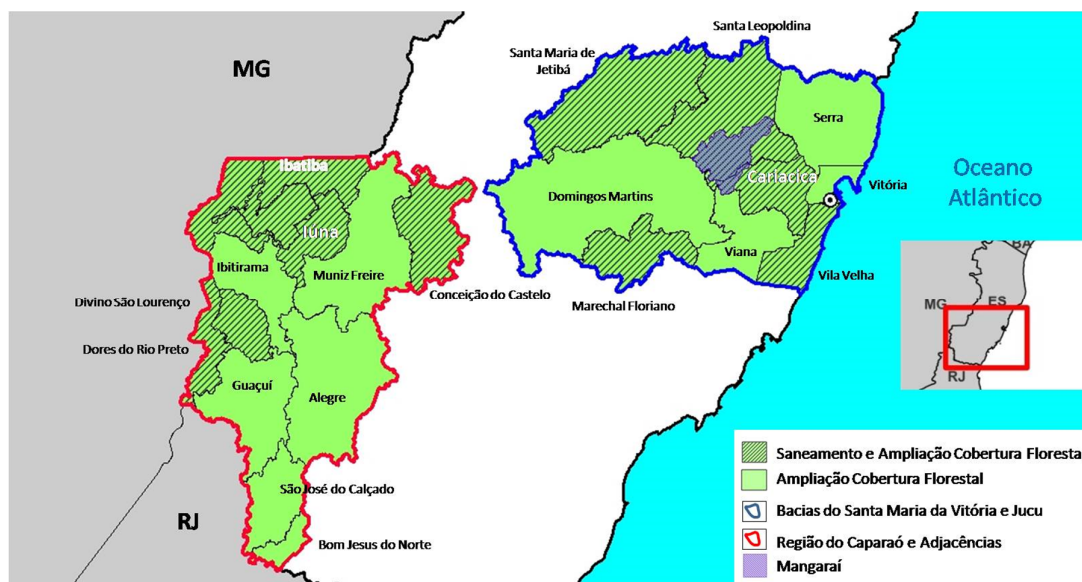 MG
Santa Leopoldina
Santa Maria de
Jetibá
Serra
Ibatiba
Cariacica
Vitória
Oceano
Atlântico
Domingos Martins
Iuna
Ibitirama
Muniz Freire
Viana
Vila Velha
Conceição do Castelo
Marechal Floriano
Divino São Lourenço
Dores do Rio Preto
Guaçuí
Alegre
São José do Calçado
RJ
Bom Jesus do Norte
BA
MG
ES
RJ
Saneamento e Ampliação Cobertura Floresta
Ampliação Cobertura Florestal
Bacias do Santa Maria da Vitória e Jucu
Região do Caparaó e Adjacências
Mangaraí